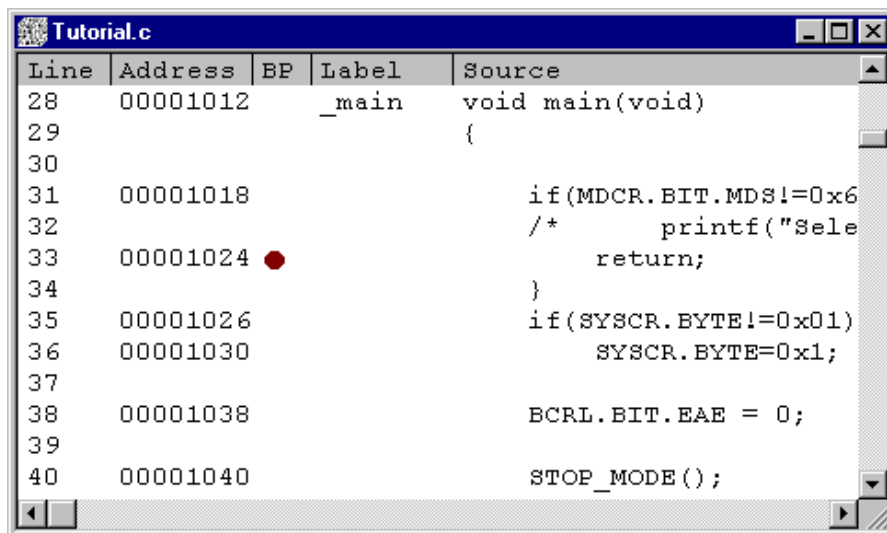 Tutorial.c
Line Address BP Label Source
28 00001012 _main void main(void)
29 {
30
31 00001018 if(MDCR.BIT.MDS!=0x6
32 /* printf("Sele
33 00001024 return;
34 }
35 00001026 if(SYSCR.BYTE!=0x01)
36 00001030 SYSCR.BYTE=0x1;
37
38 00001038 BCRL.BIT.EAE = 0;
39
40 00001040 STOP_MODE();